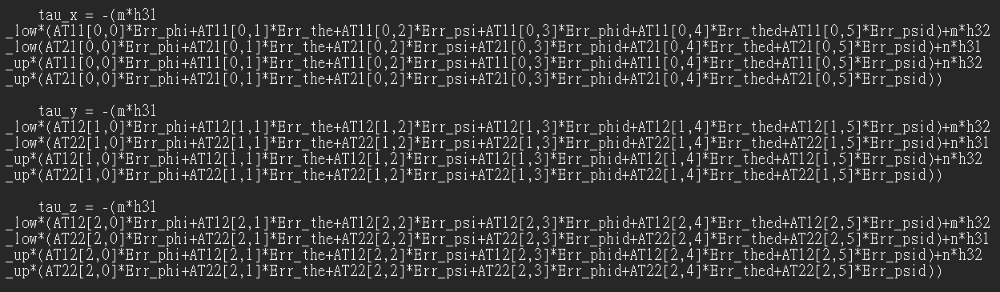 tau_x = -(m*h31
_low*(AT11[0,0]*Err_phi+AT11[0,1]*Err_the+AT11[0,2]*Err_psi+AT11[0,3]*Err_phid+AT11[0,4]*Err_thed+AT11[0,5]*Err_psid)+m*h32
_low(AT21[0,0]*Err_phi+AT21[0,1]*Err_the+AT21[0,2]*Err_psi+AT21[0,3]*Err_phid+AT21[0,4]*Err_thed+AT21[0,5]*Err_psid)+n*h31
_up*(AT11[0,0]*Err_phi+AT11[0,1]*Err_the+AT11[0,2]*Err_psi+AT11[0,3]*Err_phid+AT11[0,4]*Err_thed+AT11[0,5]*Err_psid)+n*h32
_up*(AT21[0,0]*Err_phi+AT21[0,1]*Err_the+AT21[0,2]*Err_psi+AT21[0,3]*Err_phid+AT21[0,4]*Err_thed+AT21[0,5]*Err_psid))
tau_y = -(m*h31
_low*(AT12[1,0]*Err_phi+AT12[1,1]*Err_the+AT12[1,2]*Err_psi+AT12[1,3]*Err_phid+AT12[1,4]*Err_thed+AT12[1,5]*Err_psid)+m*h32
_low*(AT22[1,0]*Err_phi+AT22[1,1]*Err_the+AT22[1,2]*Err_psi+AT22[1,3]*Err_phid+AT22[1,4]*Err_thed+AT22[1,5]*Err_psid)+n*h31
_up*(AT12[1,0]*Err_phi+AT12[1,1]*Err_the+AT12[1,2]*Err_psi+AT12[1,3]*Err_phid+AT12[1,4]*Err_thed+AT12[1,5]*Err_psid)+n*h32
_up*(AT22[1,0]*Err_phi+AT22[1,1]*Err_the+AT22[1,2]*Err_psi+AT22[1,3]*Err_phid+AT22[1,4]*Err_thed+AT22[1,5]*Err_psid))
tau_z = -(m*h31
_low*(AT12[2,0]*Err_phi+AT12[2,1]*Err_the+AT12[2,2]*Err_psi+AT12[2,3]*Err_phid+AT12[2,4]*Err_thed+AT12[2,5]*Err_psid)+m*h32
_low*(AT22[2,0]*Err_phi+AT22[2,1]*Err_the+AT22[2,2]*Err_psi+AT22[2,3]*Err_phid+AT22[2,4]*Err_thed+AT22[2,5]*Err_psid)+n*h31
_up*(AT12[2,0]*Err_phi+AT12[2,1]*Err_the+AT12[2,2]*Err_psi+AT12[2,3]*Err_phid+AT12[2,4]*Err_thed+AT12[2,5]*Err_psid)+n*h32
_up*(AT22[2,0]*Err_phi+AT22[2,1]*Err_the+AT22[2,2]*Err_psi+AT22[2,3]*Err_phid+AT22[2,4]*Err_thed+AT22[2,5]*Err_psid))